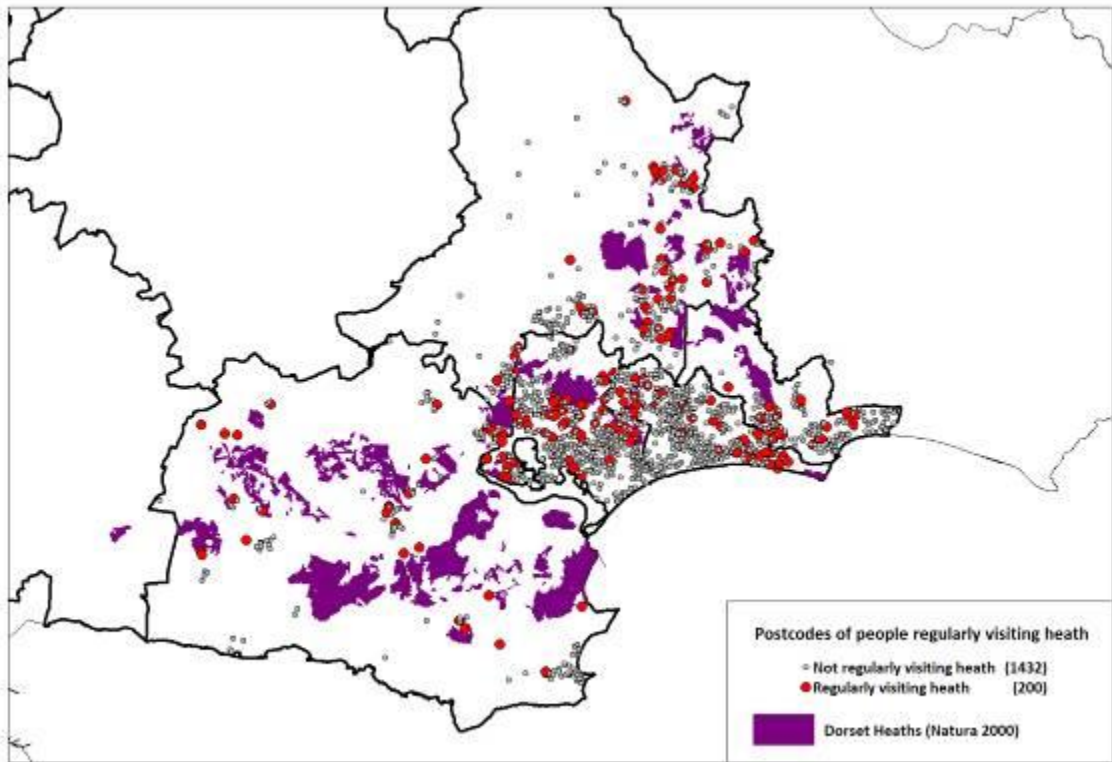 Postcodes of people regularly visiting heath
Not regularly visiting heath (1432)
Regularly visiting heath [200]
Dorset Heaths (Natura 2000)